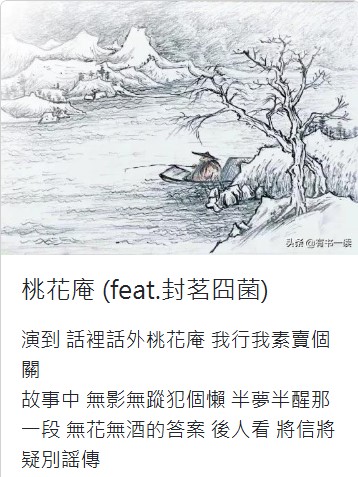 头条 @有书一读
桃花庵 (feat.封茗囧菌)
演到 話裡話外桃花庵 我行我素賣個
關
故事中 無影無蹤犯個懶 半夢半醒那
一段 無花無酒的答案 後人看 將信將
疑別謠傳